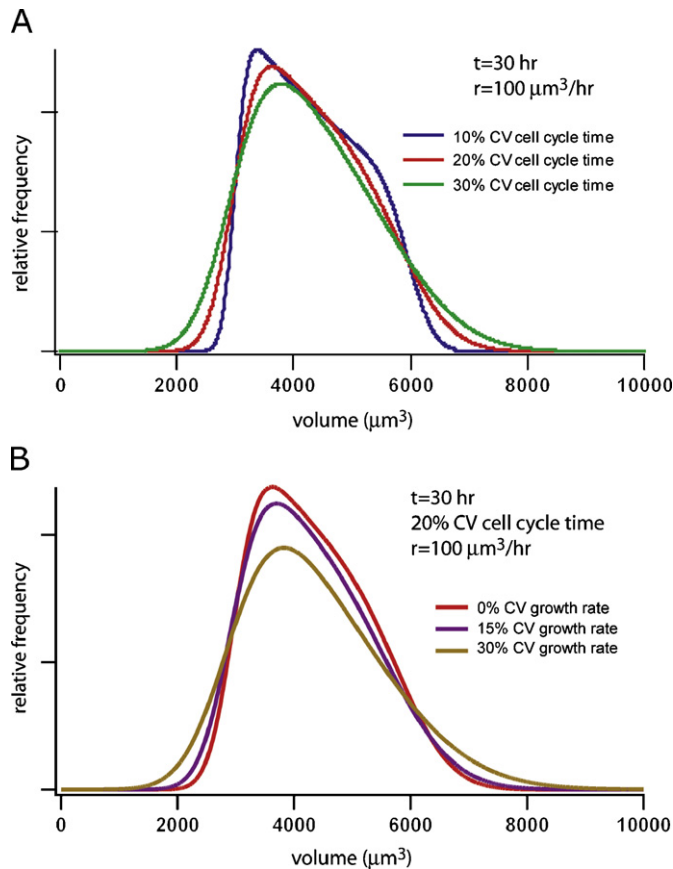 A
t=30 hr
r=100 μm³/hr
10% CV cell cycle time
20% CV cell cycle time
30% CV cell cycle time
relative frequency
0 2000 4000 6000 8000 10000
volume (μm³)
B
t=30 hr
20% CV cell cycle time
r=100 μm³/hr
0% CV growth rate
15% CV growth rate
30% CV growth rate
relative frequency
0 2000 4000 6000 8000 10000
volume (μm³)